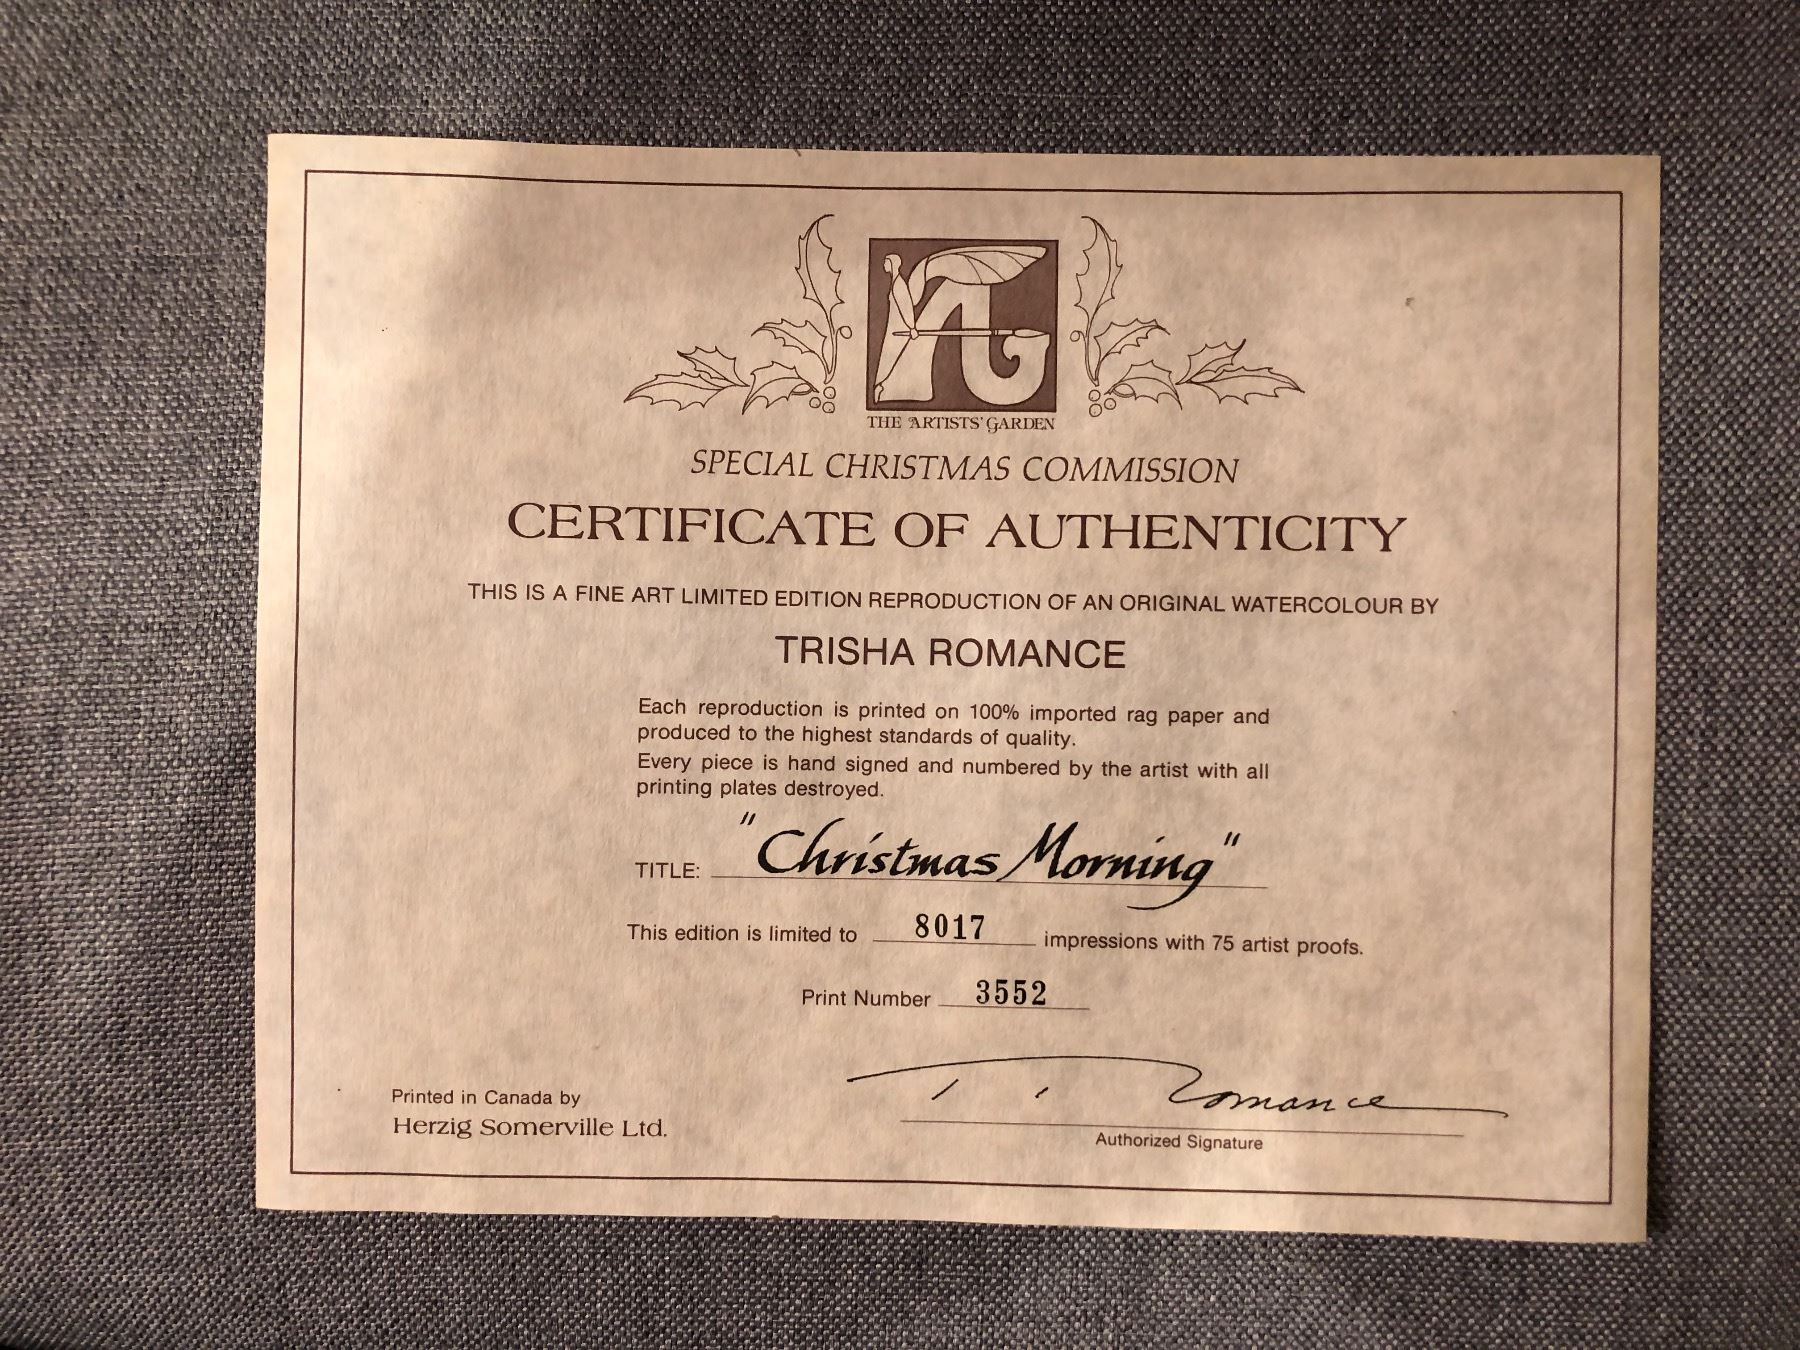 THE ARTISTS' GARDEN
SPECIAL CHRISTMAS COMMISSION
CERTIFICATE OF AUTHENTICITY
THIS IS A FINE ART LIMITED EDITION REPRODUCTION OF AN ORIGINAL WATERCOLOUR BY
TRISHA ROMANCE
Each reproduction is printed on 100% imported rag paper and
produced to the highest standards of quality.
Every piece is hand signed and numbered by the artist with all
printing plates destroyed.
TITLE: "Christmas Morning"
This edition is limited to 8017 impressions with 75 artist proofs.
Print Number 3552
T. Romance
Authorized Signature
Printed in Canada by
Herzig Somerville Ltd.